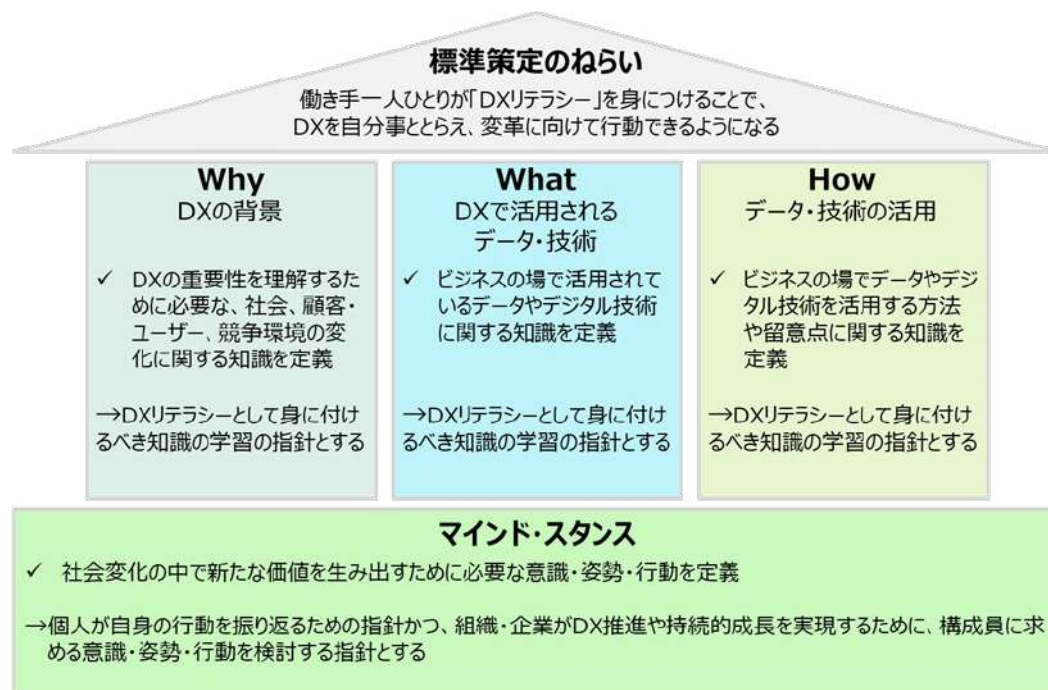 標準策定のねらい
働き手一人ひとりが「DXリテラシー」を身につけることで、
DXを自分事ととらえ、変革に向けて行動できるようになる
Why
DXの背景
✓ DXの重要性を理解するた
めに必要な、社会、顧客・
ユーザー、競争環境の変
化に関する知識を定義
→DXリテラシーとして身に付け
るべき知識の学習の指針とする
What
DXで活用される
データ・技術
✓ ビジネスの場で活用されて
いるデータやデジタル技術
に関する知識を定義
→DXリテラシーとして身に付け
るべき知識の学習の指針とする
How
データ・技術の活用
✓ ビジネスの場でデータやデジ
タル技術を活用する方法
や留意点に関する知識を
定義
→DXリテラシーとして身に付け
るべき知識の学習の指針とする
マインド・スタンス
✓ 社会変化の中で新たな価値を生み出すために必要な意識・姿勢・行動を定義
→個人が自身の行動を振り返るための指針かつ、組織・企業がDX推進や持続的成長を実現するために、構成員に求
める意識・姿勢・行動を検討する指針とする